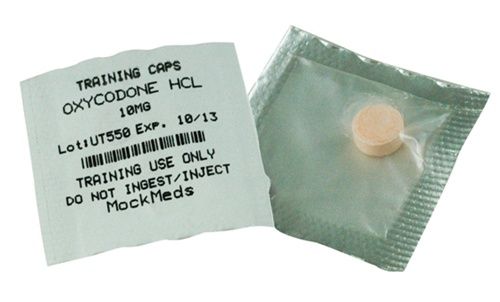 TRAINING CAPS
OXYCODONE HCL
10MG
Lot:UT550 Exp. 10/13
TRAINING USE ONLY
DO NOT INGEST/INJECT
MockMeds